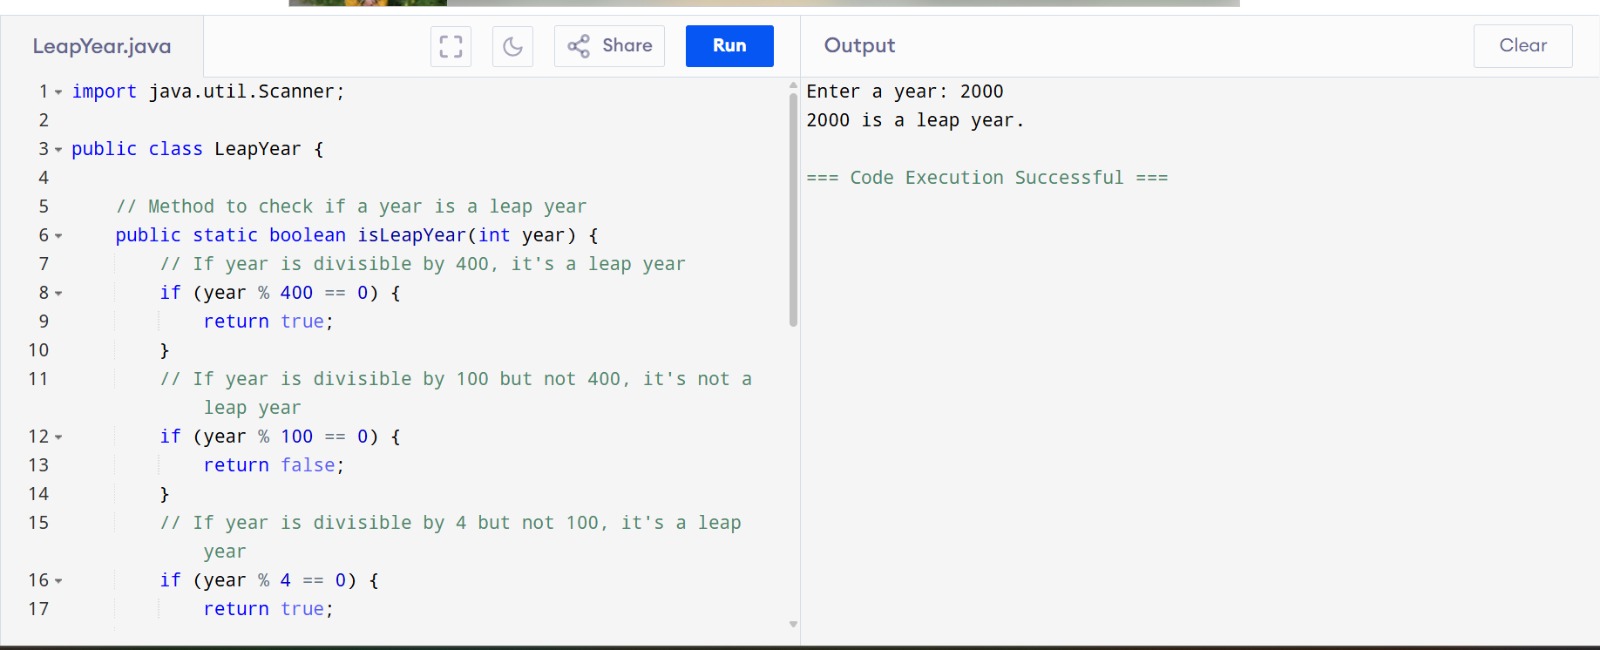 LeapYear.java
Share
Run
Output
Clear
1 import java.util.Scanner;
2
3 public class LeapYear {
4
5     // Method to check if a year is a leap year
6     public static boolean isLeapYear(int year) {
7         // If year is divisible by 400, it's a leap year
8         if (year % 400 == 0) {
9             return true;
10         }
11         // If year is divisible by 100 but not 400, it's not a
leap year
12         if (year % 100 == 0) {
13             return false;
14         }
15         // If year is divisible by 4 but not 100, it's a leap
year
16         if (year % 4 == 0) {
17             return true;
Enter a year: 2000
2000 is a leap year.
=== Code Execution Successful ===